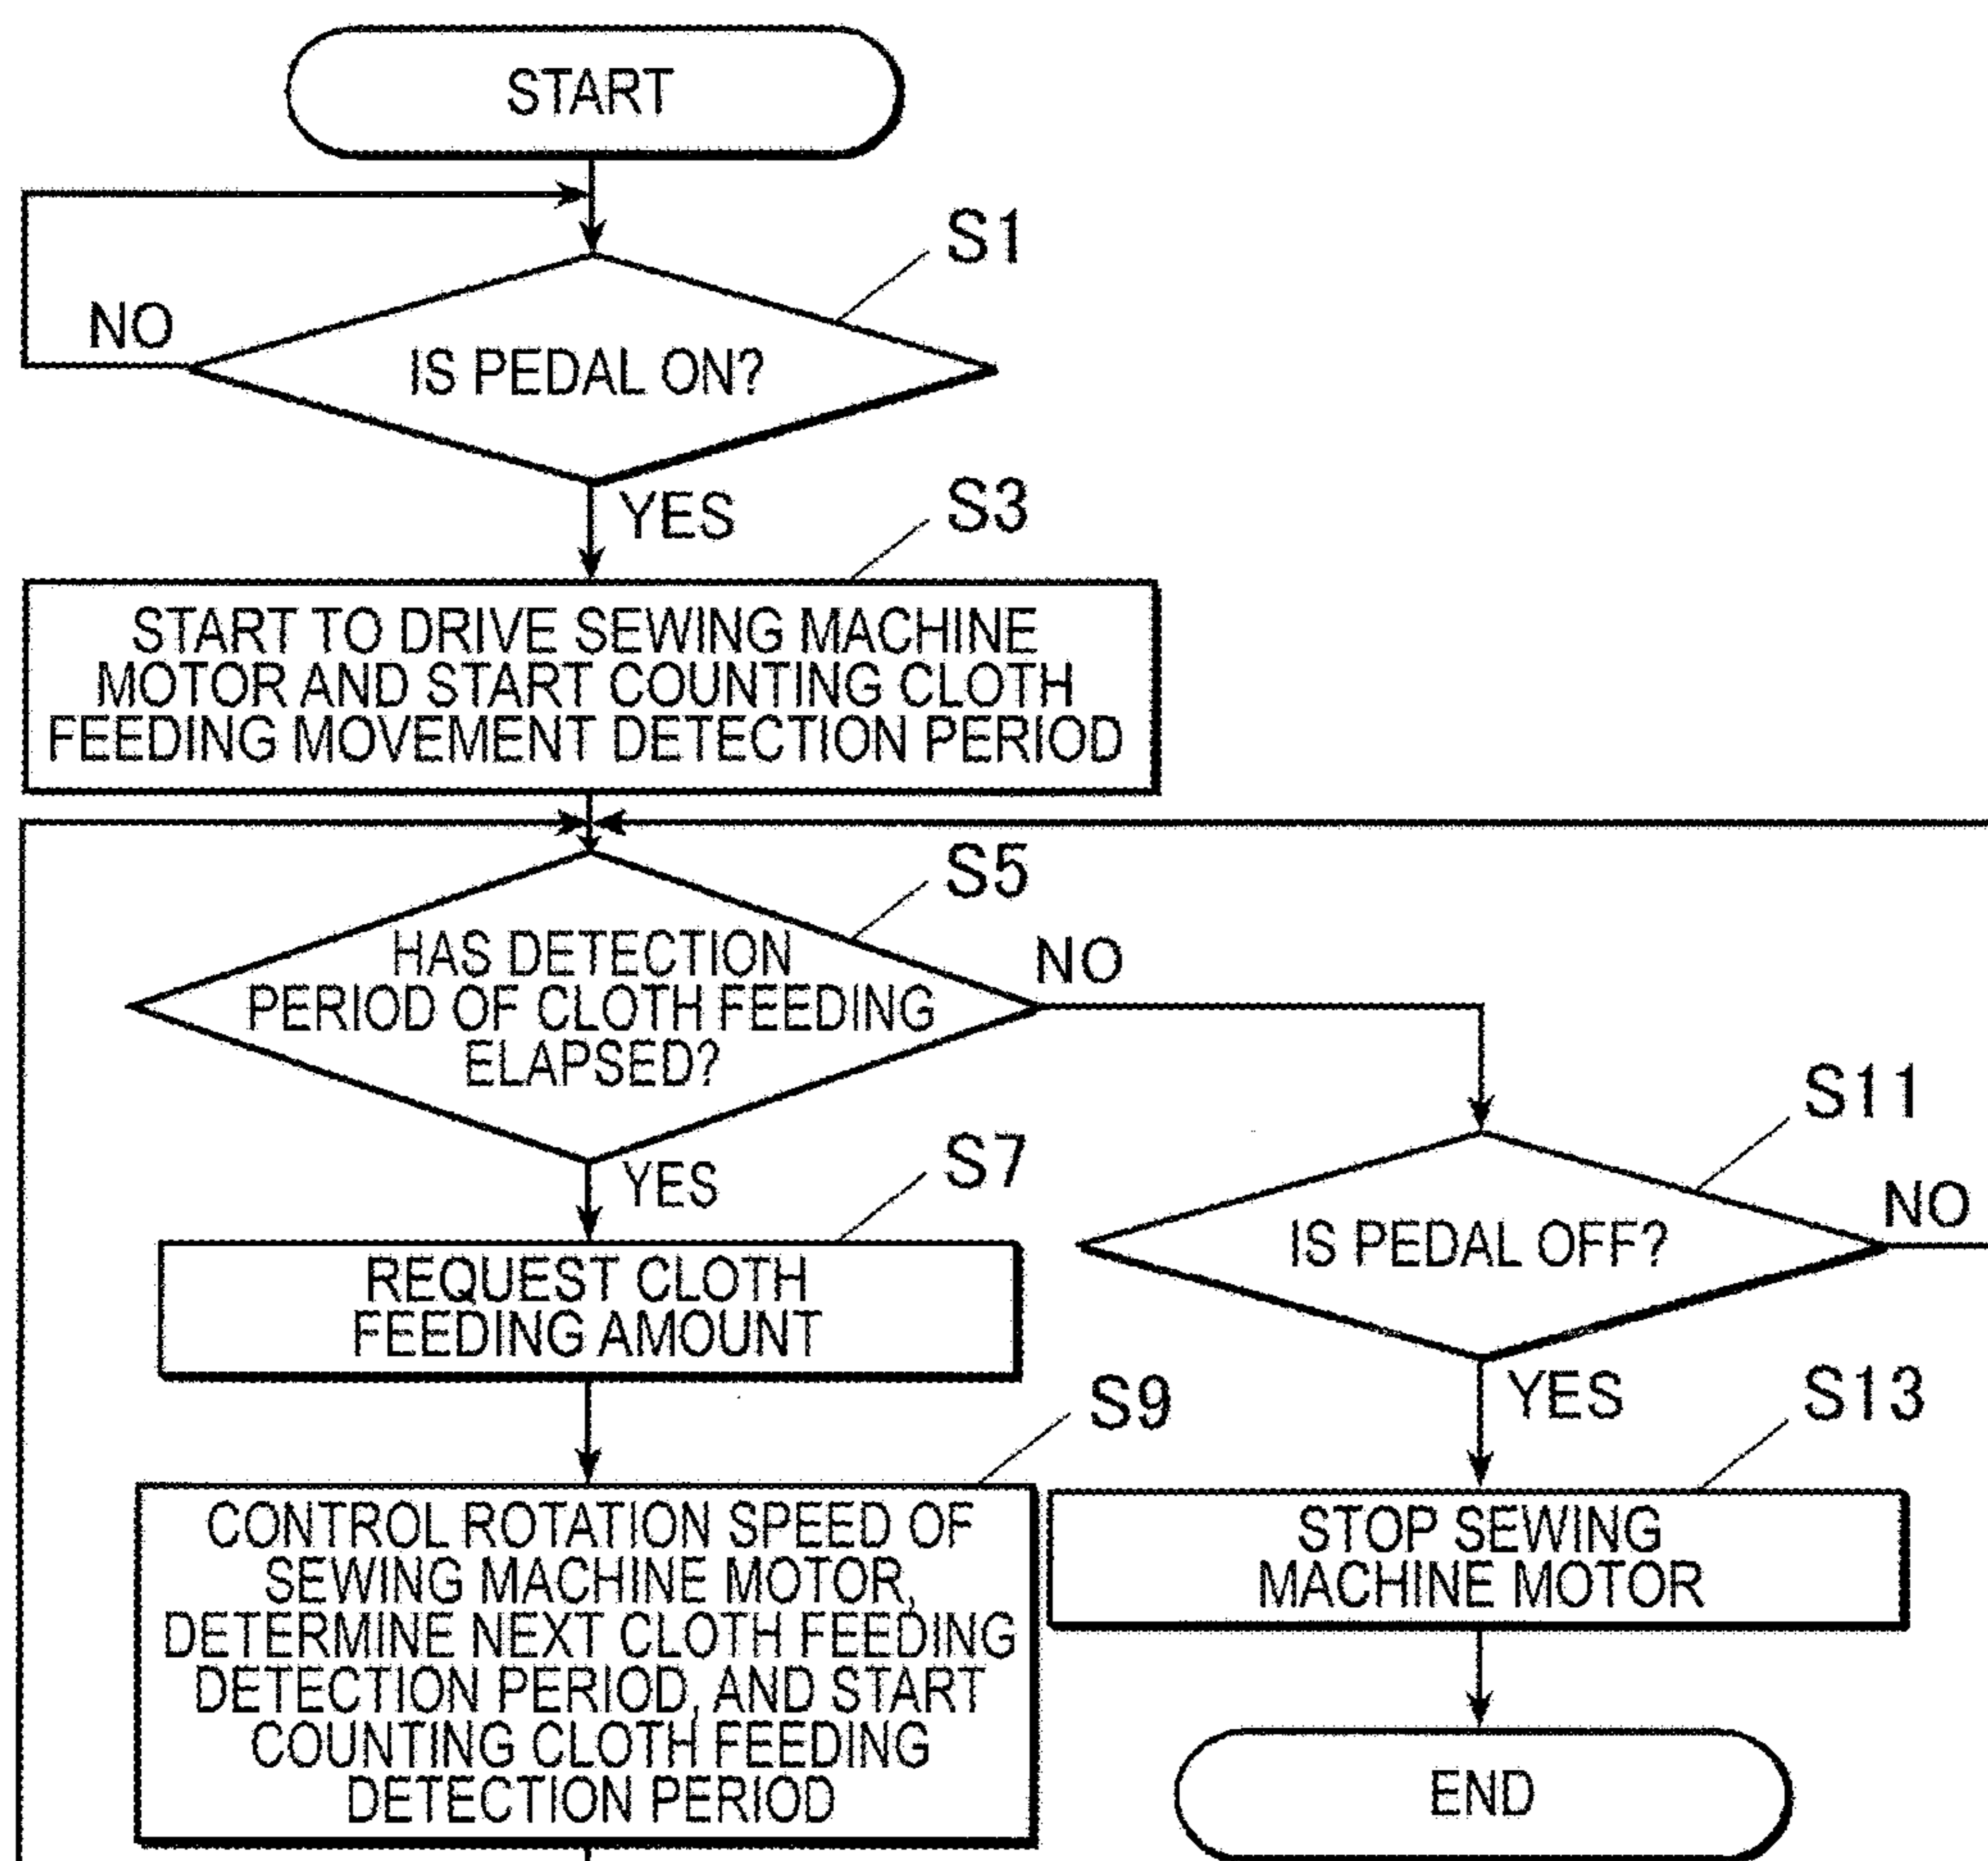 START
S1
NO
IS PEDAL ON?
YES
S3
START TO DRIVE SEWING MACHINE
MOTOR AND START COUNTING CLOTH
FEEDING MOVEMENT DETECTION PERIOD
S5
HAS DETECTION
PERIOD OF CLOTH FEEDING
ELAPSED?
NO
YES
S7
REQUEST CLOTH
FEEDING AMOUNT
S9
CONTROL ROTATION SPEED OF
SEWING MACHINE MOTOR,
DETERMINE NEXT CLOTH FEEDING
DETECTION PERIOD, AND START
COUNTING CLOTH FEEDING
DETECTION PERIOD
S11
IS PEDAL OFF?
NO
YES
S13
STOP SEWING
MACHINE MOTOR
END